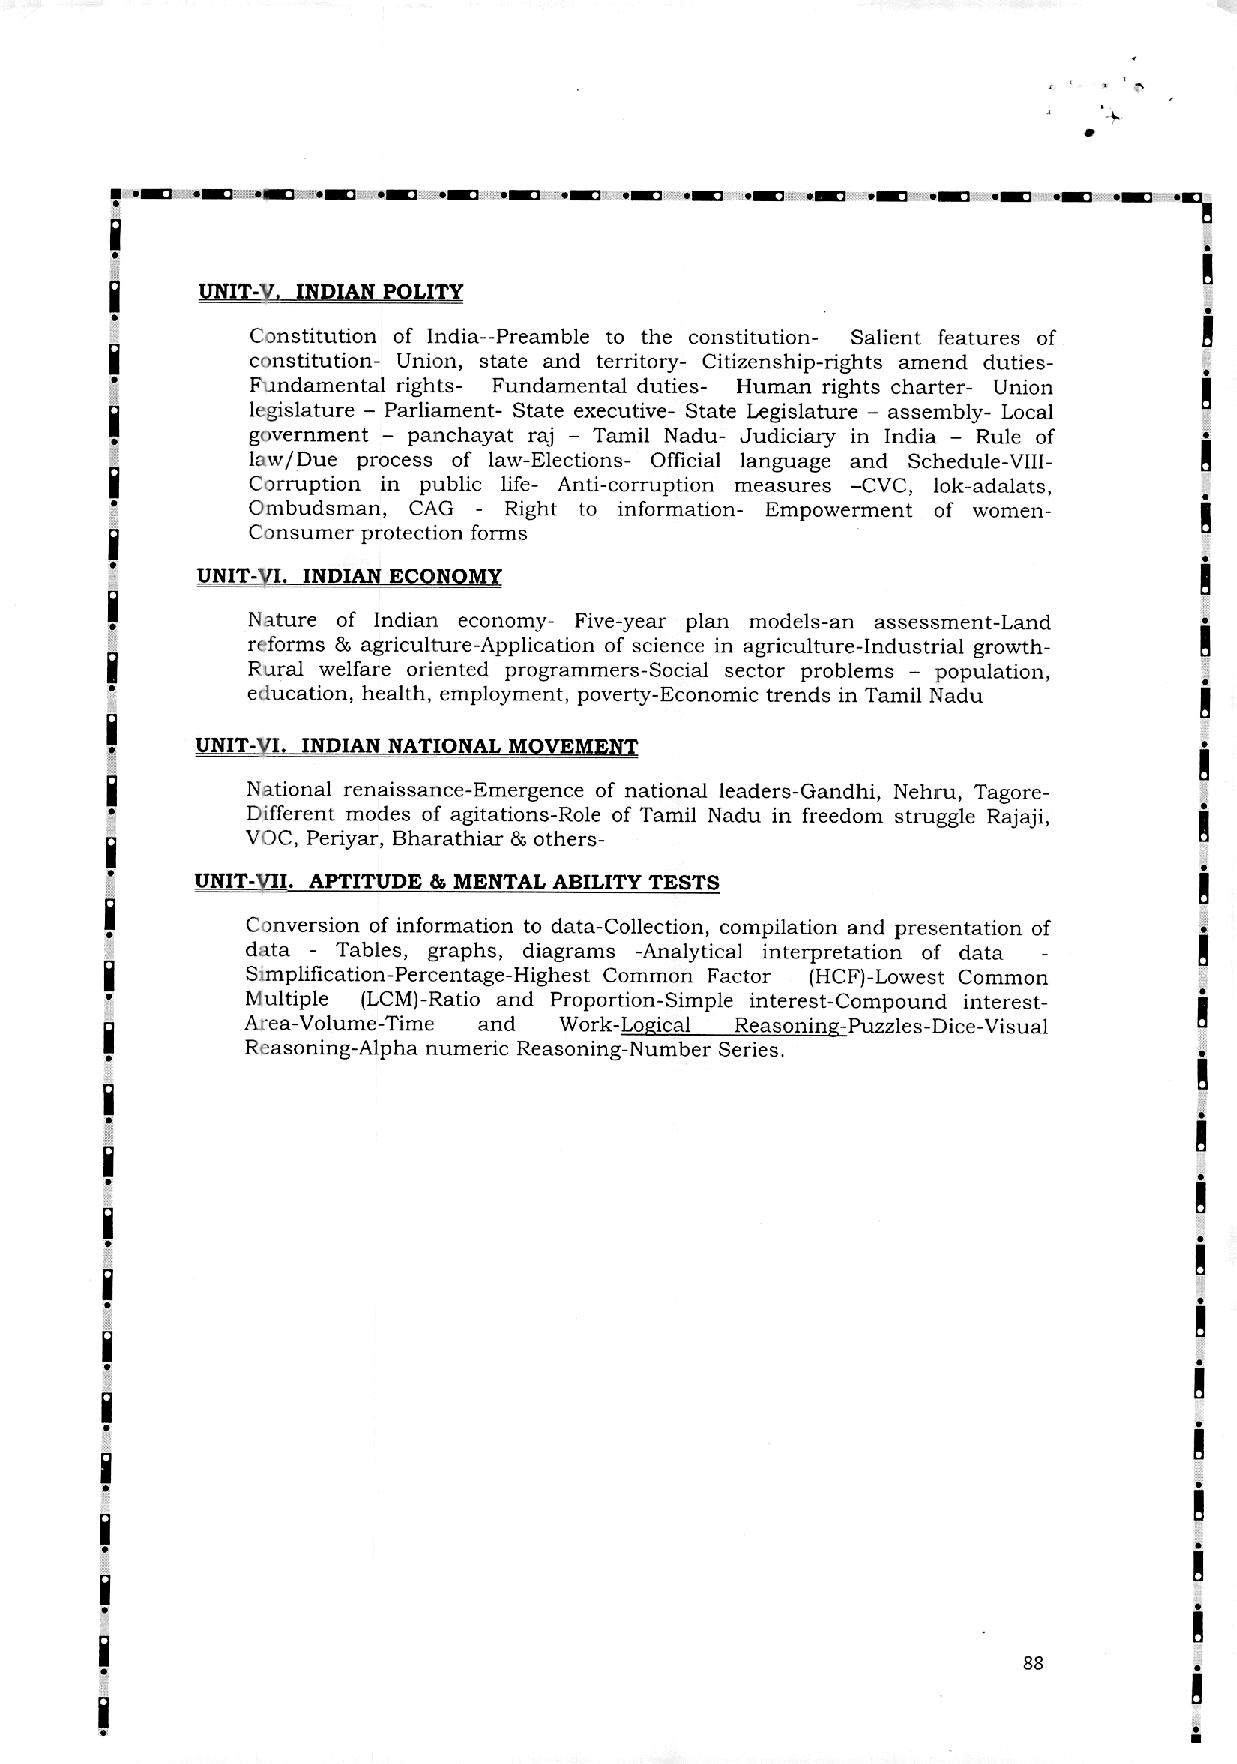 UNIT-V. INDIAN POLITY
Constitution of India--Preamble to the constitution- Salient features of
constitution- Union, state and territory- Citizenship-rights amend duties-
Fundamental rights- Fundamental duties- Human rights charter- Union
legislature – Parliament- State executive- State Legislature – assembly- Local
government – panchayat raj – Tamil Nadu- Judiciary in India – Rule of
law/Due process of law-Elections- Official language and Schedule-VIII-
Corruption in public life- Anti-corruption measures –CVC, lok-adalats,
Ombudsman, CAG - Right to information- Empowerment of women-
Consumer protection forms
UNIT-VI. INDIAN ECONOMY
Nature of Indian economy- Five-year plan models-an assessment-Land
reforms & agriculture-Application of science in agriculture-Industrial growth-
Rural welfare oriented programmers-Social sector problems – population,
education, health, employment, poverty-Economic trends in Tamil Nadu
UNIT-VI. INDIAN NATIONAL MOVEMENT
National renaissance-Emergence of national leaders-Gandhi, Nehru, Tagore-
Different modes of agitations-Role of Tamil Nadu in freedom struggle Rajaji,
VOC, Periyar, Bharathiar & others-
UNIT-VII. APTITUDE & MENTAL ABILITY TESTS
Conversion of information to data-Collection, compilation and presentation of
data - Tables, graphs, diagrams -Analytical interpretation of data -
Simplification-Percentage-Highest Common Factor (HCF)-Lowest Common
Multiple (LCM)-Ratio and Proportion-Simple interest-Compound interest-
Area-Volume-Time and Work-Logical Reasoning-Puzzles-Dice-Visual
Reasoning-Alpha numeric Reasoning-Number Series.
88